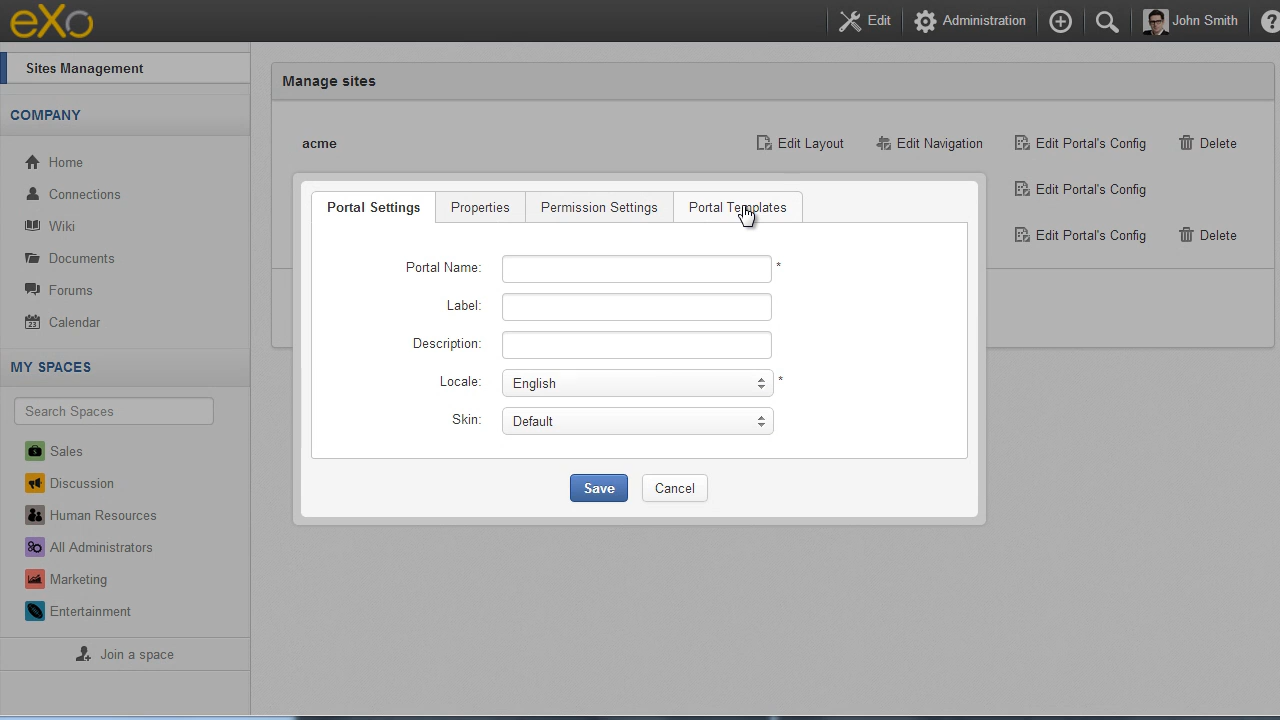 eXo
Edit
Administration
John Smith
?
Sites Management
COMPANY
Home
Connections
Wiki
Documents
Forums
23
Calendar
MY SPACES
Search Spaces
Sales
Discussion
Human Resources
All Administrators
Marketing
Entertainment
Join a space
Manage sites
acme
Edit Layout
Edit Navigation
Edit Portal's Config
Delete
Edit Portal's Config
Edit Portal's Config
Delete
Portal Settings
Properties
Permission Settings
Portal Templates
Portal Name:
*
Label:
Description:
Locale:
English
*
Skin:
Default
Save
Cancel